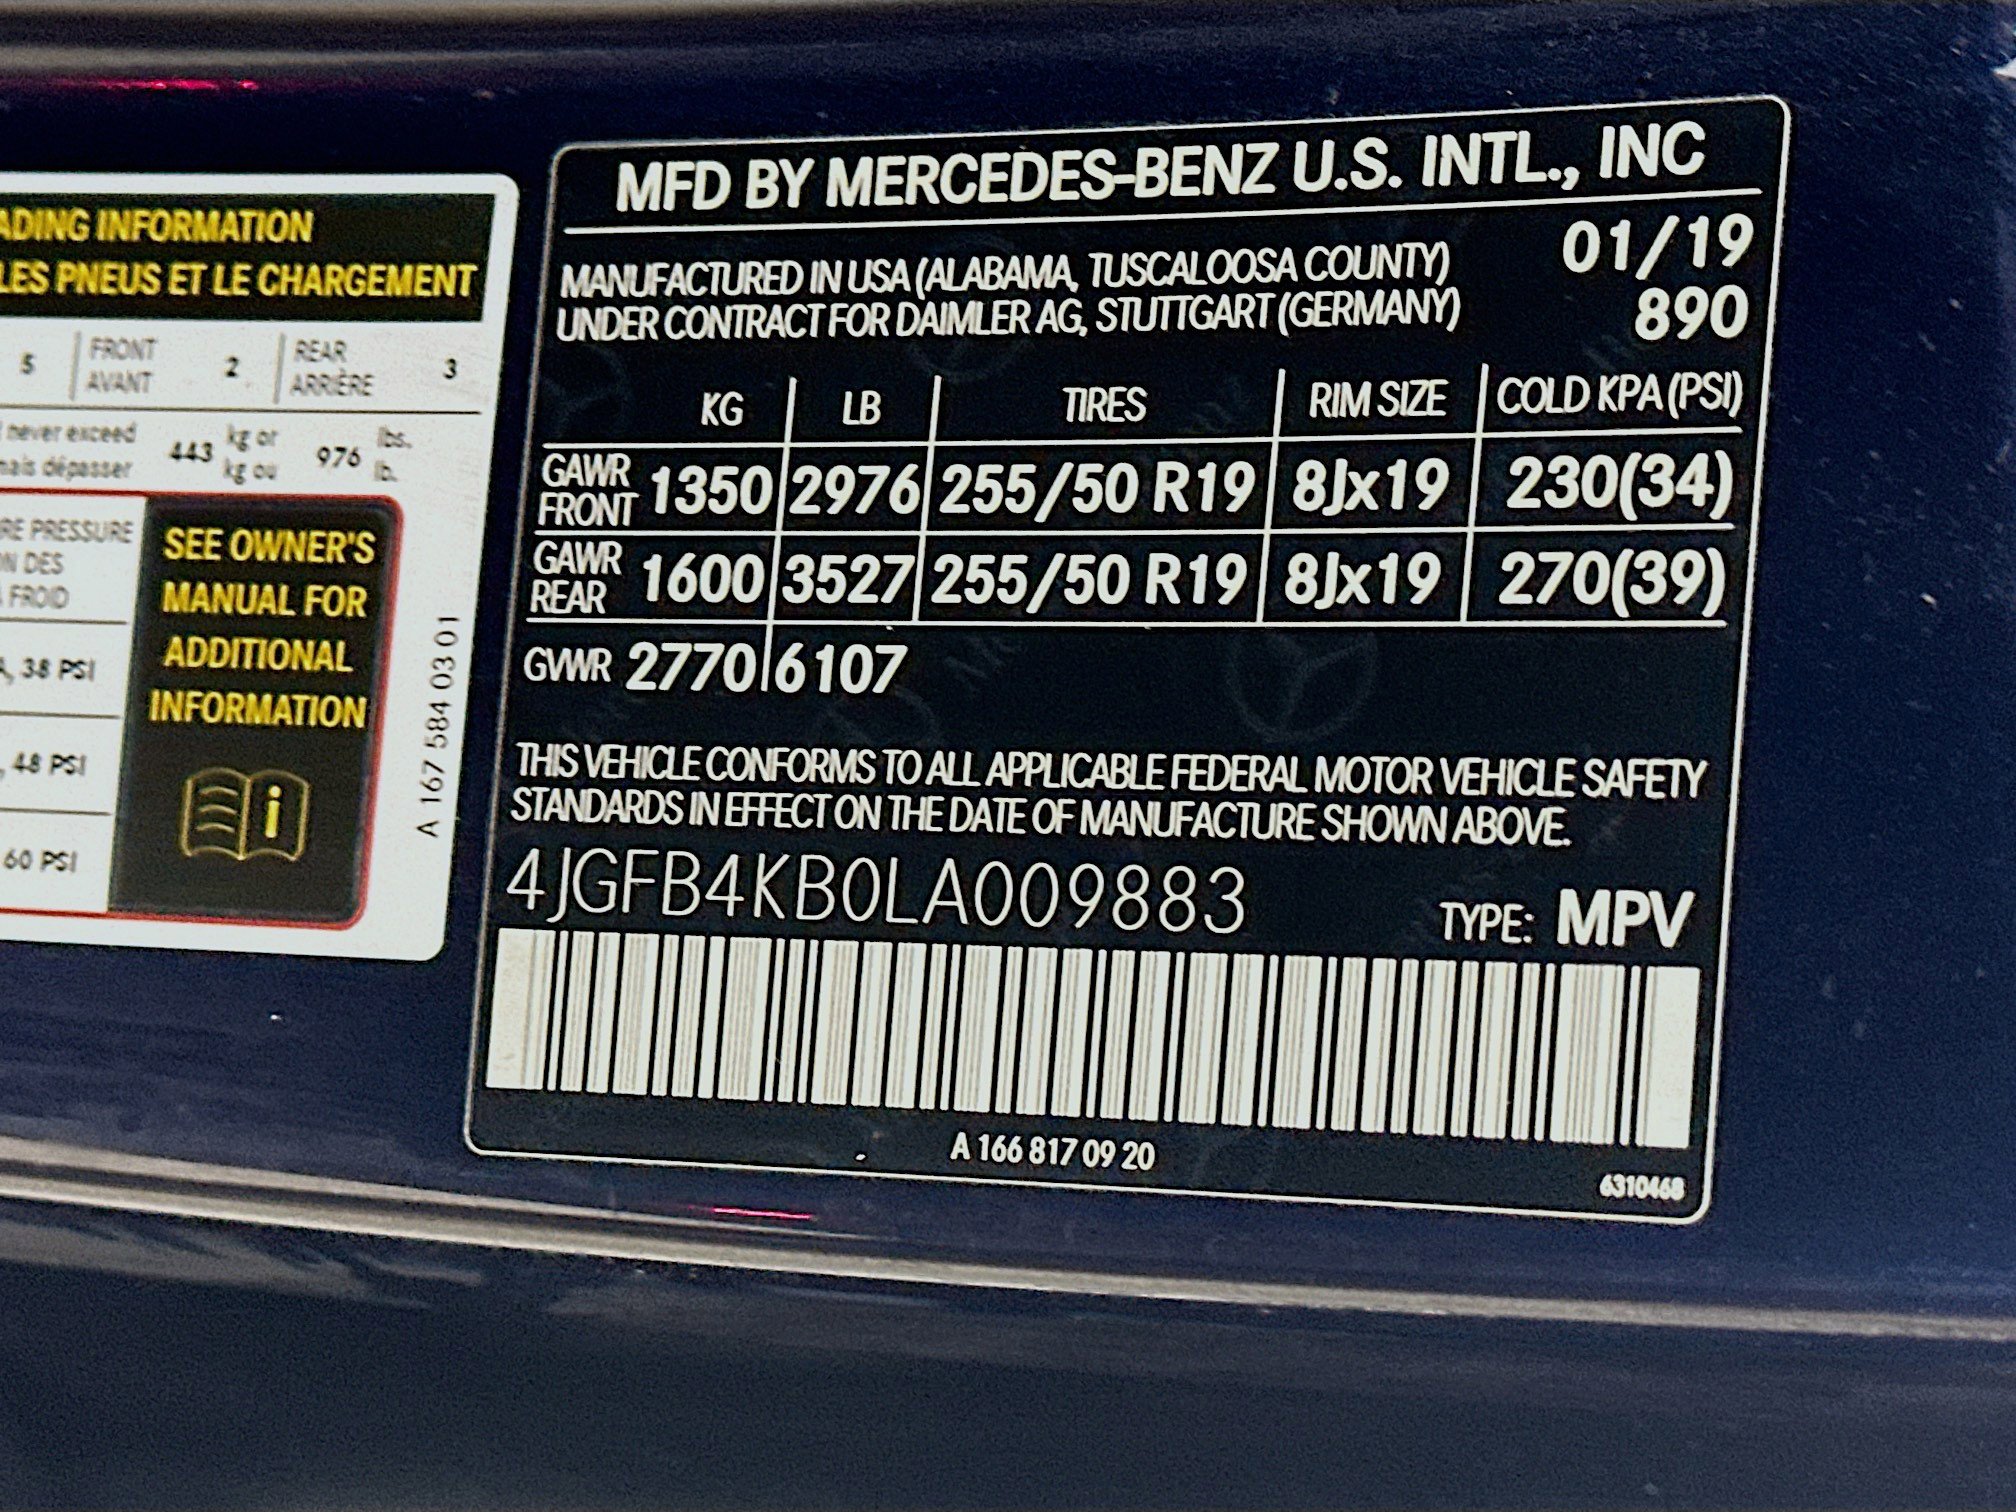 ADING INFORMATION
LES PNEUS ET LE CHARGEMENT
5 FRONT AVANT 2 REAR ARRIÈRE 3
never exceed 443 kg or 976 lbs.
dépasser kg ou lb.
PRESSURE
DES
FROID
38 PSI
48 PSI
60 PSI
SEE OWNER'S
MANUAL FOR
ADDITIONAL
INFORMATION
A 167 584 03 01
MFD BY MERCEDES-BENZ U.S. INTL., INC
MANUFACTURED IN USA (ALABAMA, TUSCALOOSA COUNTY) 01/19
UNDER CONTRACT FOR DAIMLER AG, STUTTGART (GERMANY) 890
KG LB TIRES RIM SIZE COLD KPA (PSI)
GAWR FRONT 1350 2976 255/50 R19 8Jx19 230(34)
GAWR REAR 1600 3527 255/50 R19 8Jx19 270(39)
GVWR 2770 6107
THIS VEHICLE CONFORMS TO ALL APPLICABLE FEDERAL MOTOR VEHICLE SAFETY
STANDARDS IN EFFECT ON THE DATE OF MANUFACTURE SHOWN ABOVE.
4JGFB4KB0LA009883 TYPE: MPV
A 166 817 09 20
6310468